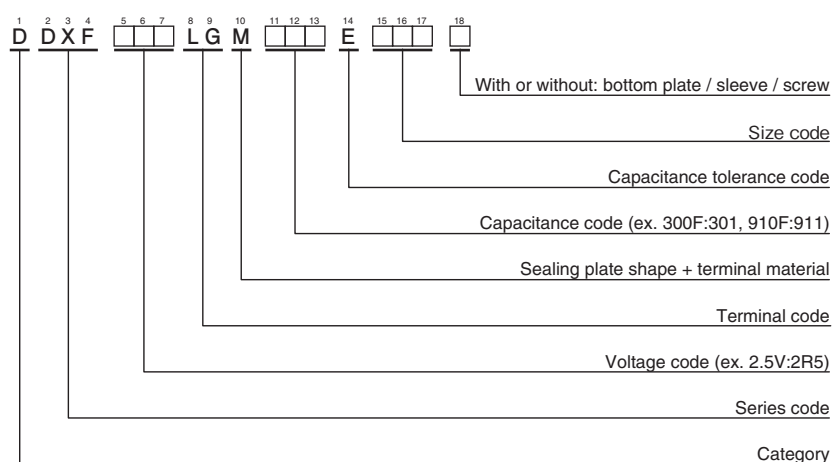 1 2 3 4 5 6 7 8 9 10 11 12 13 14 15 16 17 18
D D X F □□□ L G M □□□ E □□□ □
With or without: bottom plate / sleeve / screw
Size code
Capacitance tolerance code
Capacitance code (ex. 300F:301, 910F:911)
Sealing plate shape + terminal material
Terminal code
Voltage code (ex. 2.5V:2R5)
Series code
Category